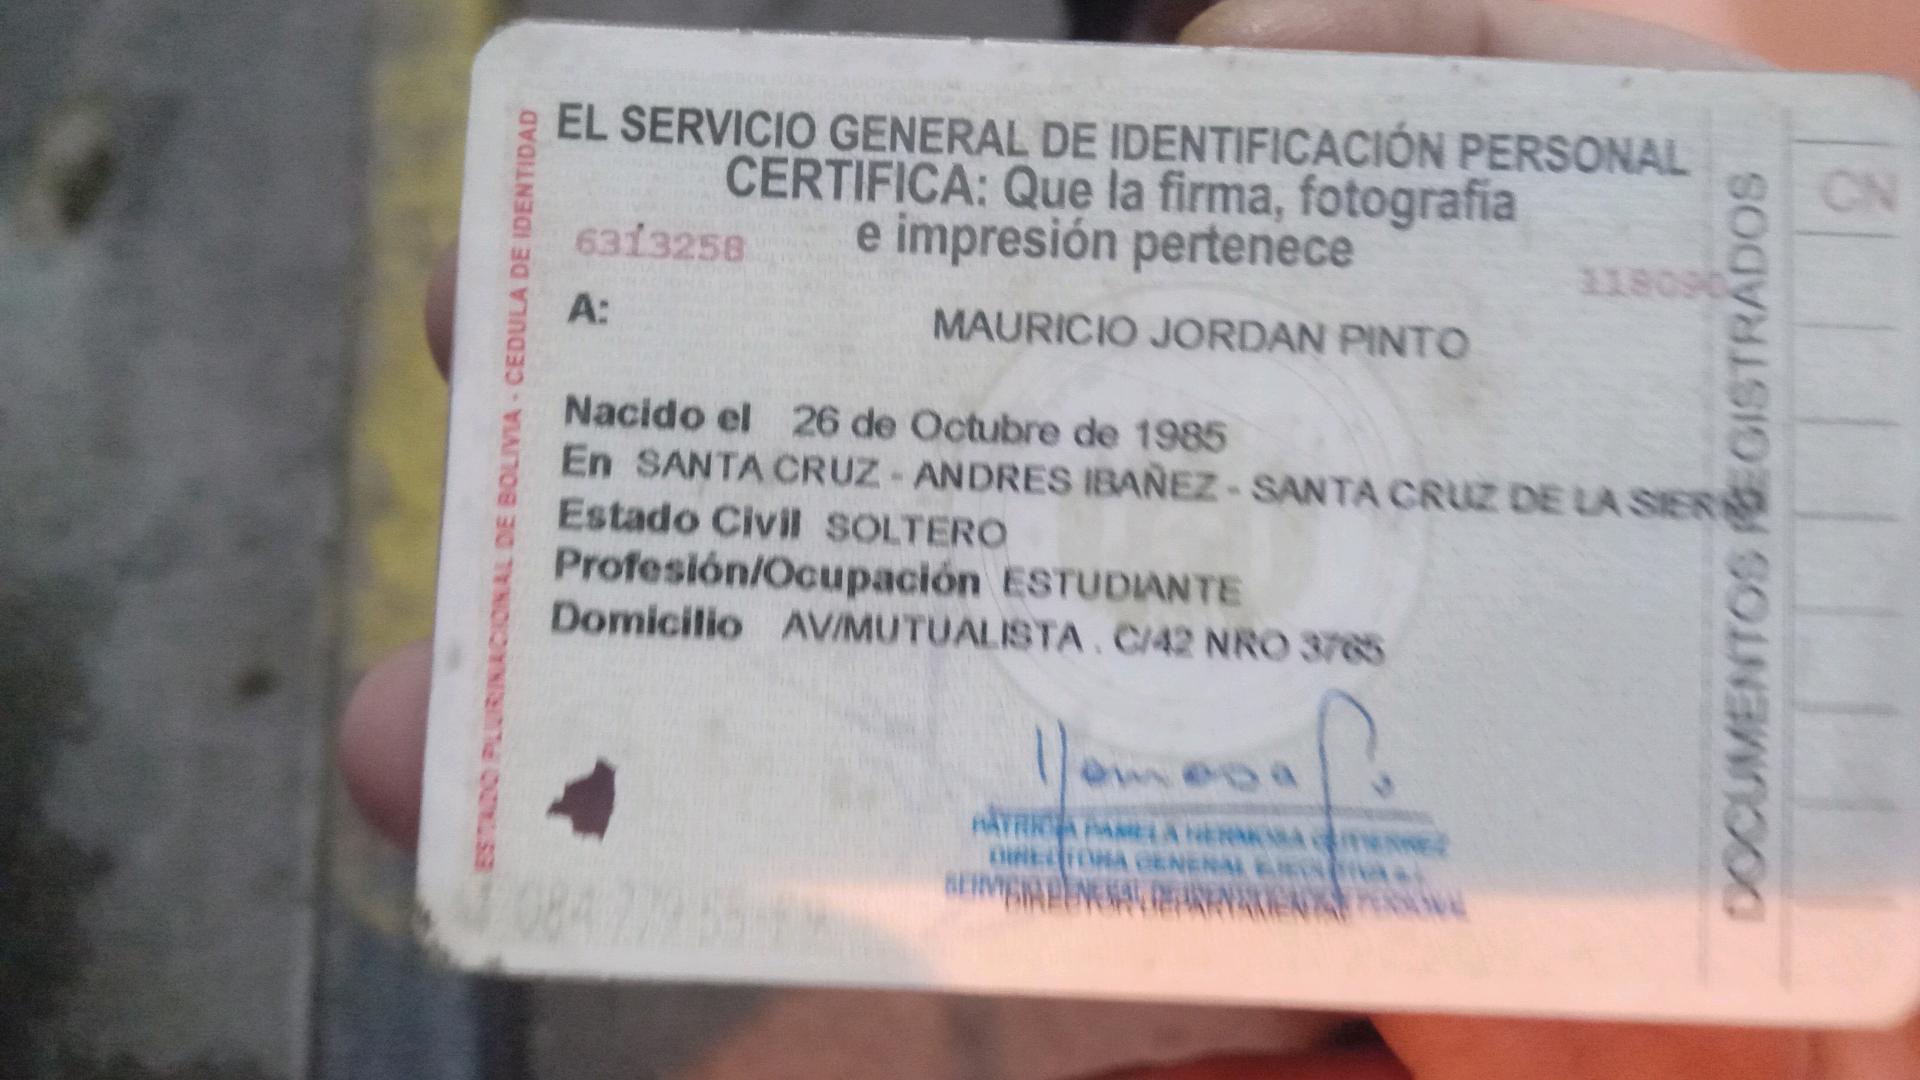 EL SERVICIO GENERAL DE IDENTIFICACIÓN PERSONAL
CERTIFICA: Que la firma, fotografía
e impresión pertenece
6313258
118090
A: MAURICIO JORDAN PINTO
Nacido el 26 de Octubre de 1985
En SANTA CRUZ - ANDRES IBAÑEZ - SANTA CRUZ DE LA SIERRA
Estado Civil SOLTERO
Profesión/Ocupación ESTUDIANTE
Domicilio AV/MUTUALISTA . C/42 NRO 3765
PATRICIA PAMELA HERMOSA GUTIERREZ
DIRECTORA GENERAL EJECUTIVA a.i.
SERVICIO GENERAL DE IDENTIFICACION PERSONAL
DIRECTOR DEPARTAMENTAL
ESTADO PLURINACIONAL DE BOLIVIA - CEDULA DE IDENTIDAD
DOCUMENTOS REGISTRADOS
CN